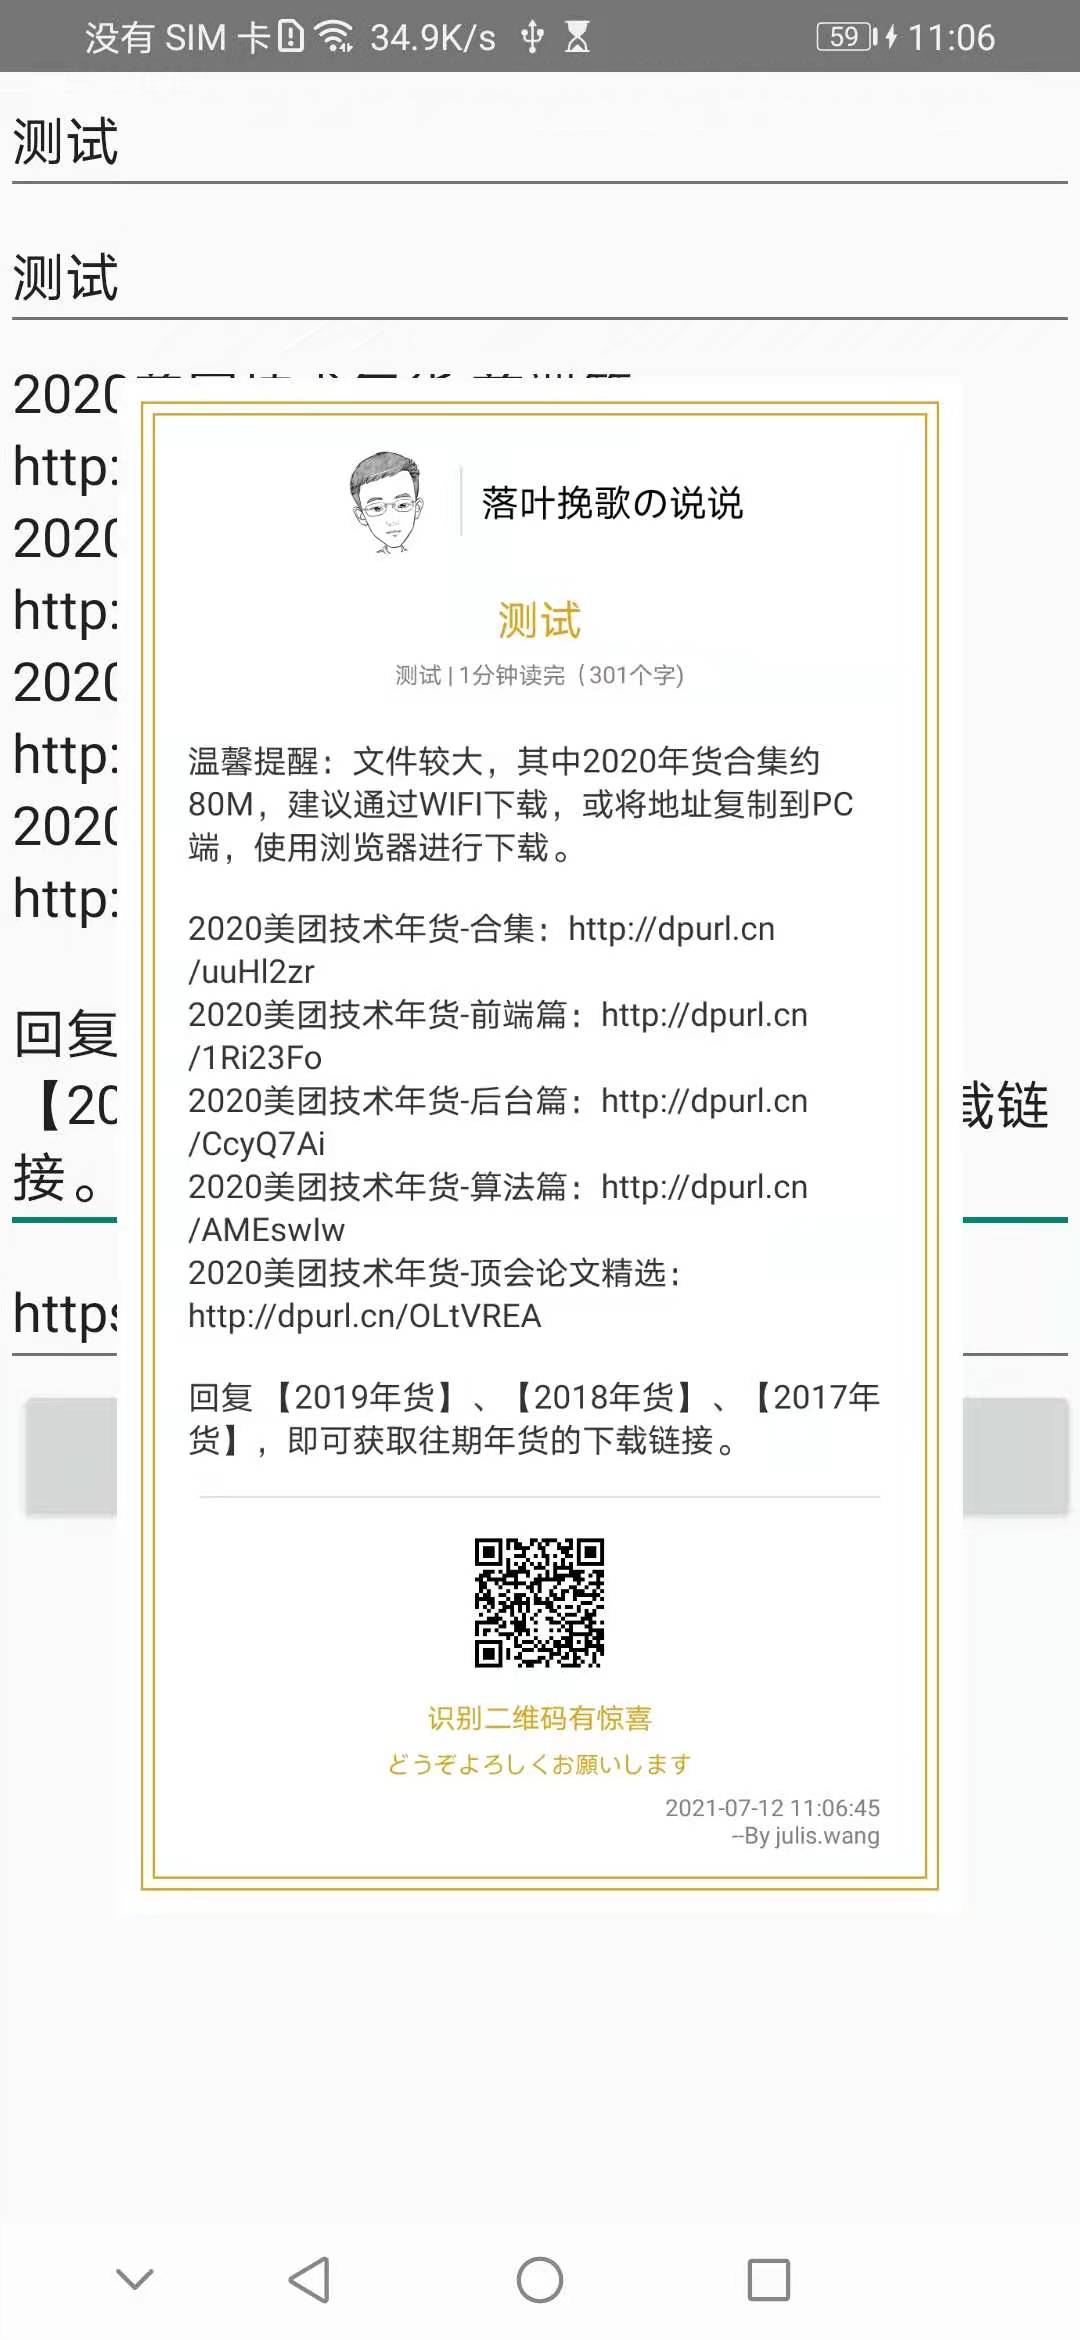 没有 SIM 卡 34.9K/s 59 11:06
测试
测试
2020
http:
2020
http:
2020
http:
2020
http:
回复
【20
载链
接。
https
落叶挽歌の说说
测试
测试 | 1分钟读完（301个字)
温馨提醒：文件较大，其中2020年货合集约
80M，建议通过WIFI下载，或将地址复制到PC
端，使用浏览器进行下载。
2020美团技术年货-合集：http://dpurl.cn
/uuHl2zr
2020美团技术年货-前端篇：http://dpurl.cn
/1Ri23Fo
2020美团技术年货-后台篇：http://dpurl.cn
/CcyQ7Ai
2020美团技术年货-算法篇：http://dpurl.cn
/AMEswIw
2020美团技术年货-顶会论文精选：
http://dpurl.cn/OLtVREA
回复 【2019年货】、【2018年货】、【2017年
货】，即可获取往期年货的下载链接。
识别二维码有惊喜
どうぞよろしくお願いします
2021-07-12 11:06:45
--By julis.wang